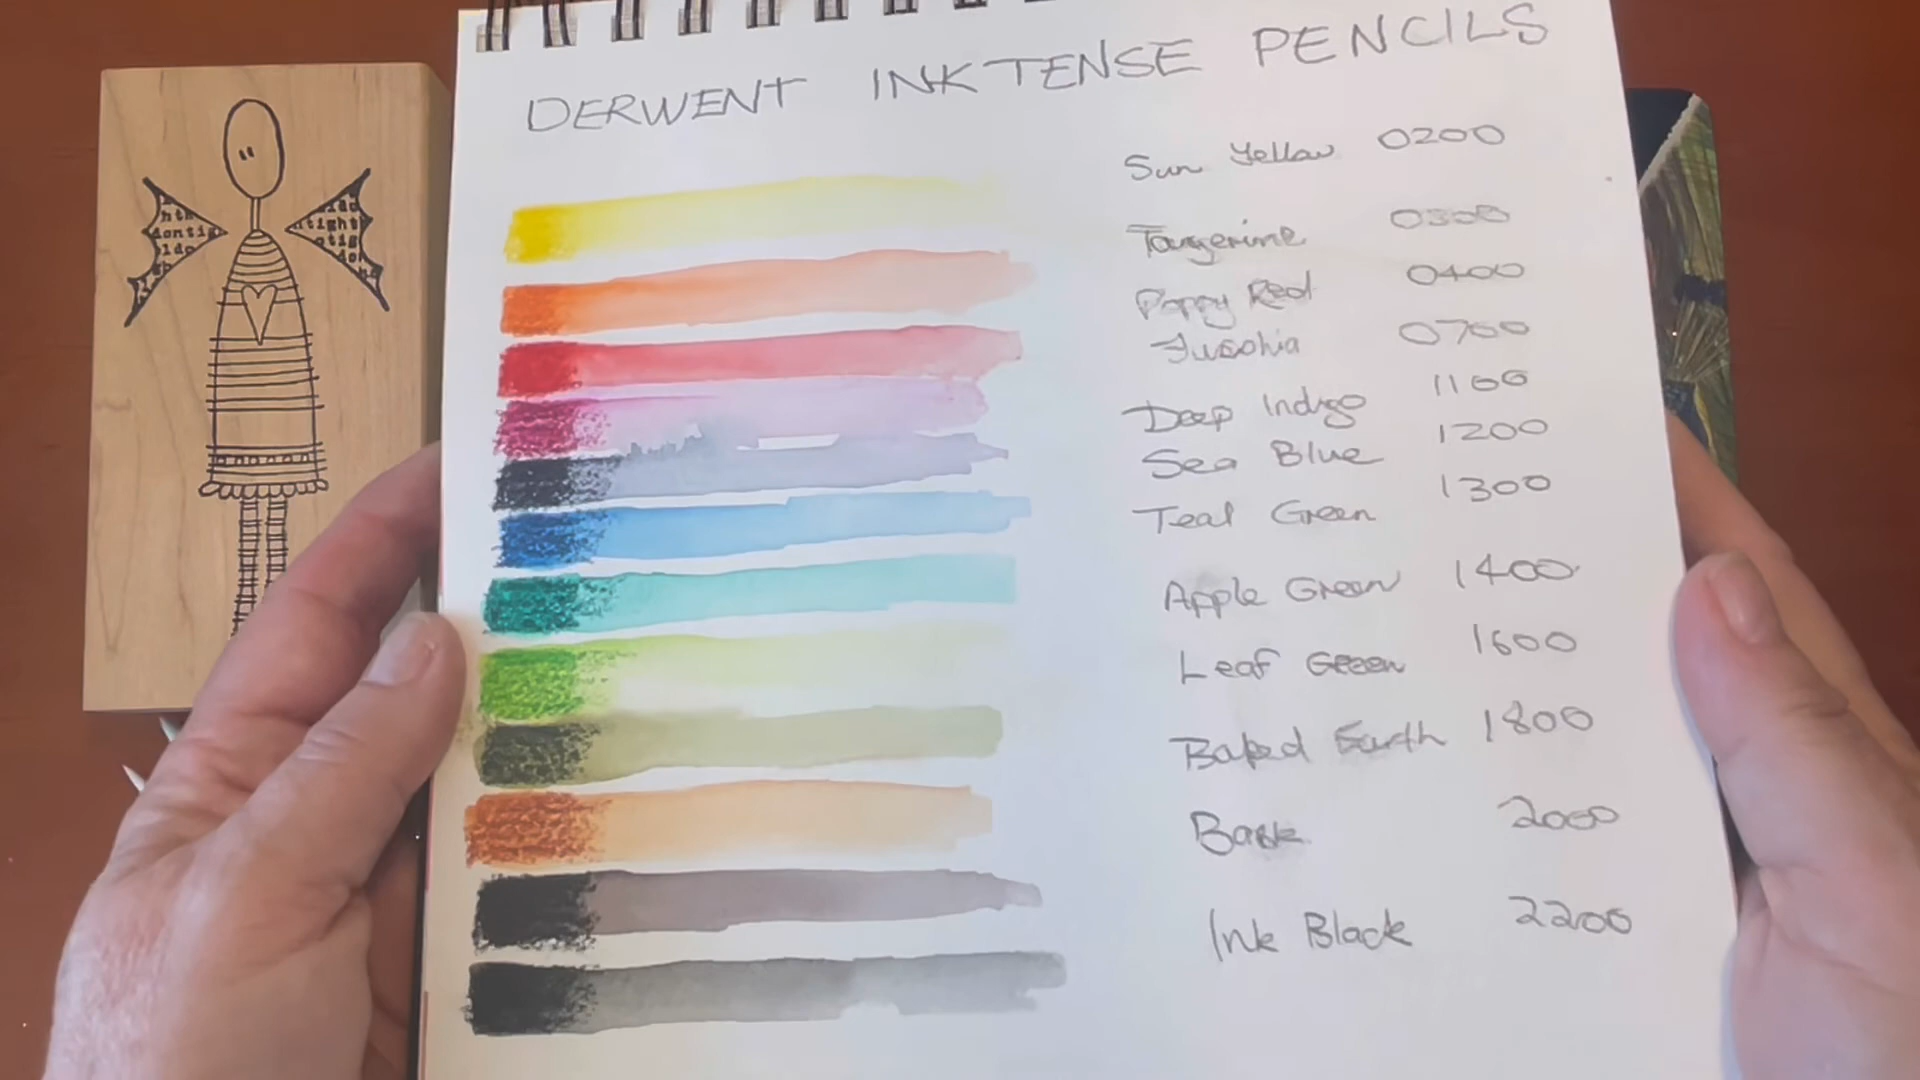 DERWENT INKTENSE PENCILS
Sun Yellow 0200
Tangerine 0300
Poppy Red 0400
Fuschia 0700
Deep Indigo 1100
Sea Blue 1200
Teal Green 1300
Apple Green 1400
Leaf Green 1600
Baked Earth 1800
Bark 2000
Ink Black 2200